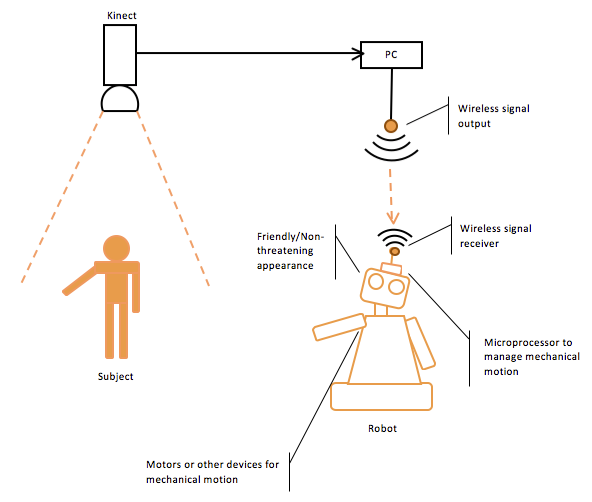 Kinect
PC
Wireless signal
output
Wireless signal
receiver
Friendly/Non-
threatening
appearance
Microprocessor to
manage mechanical
motion
Subject
Robot
Motors or other devices for
mechanical motion